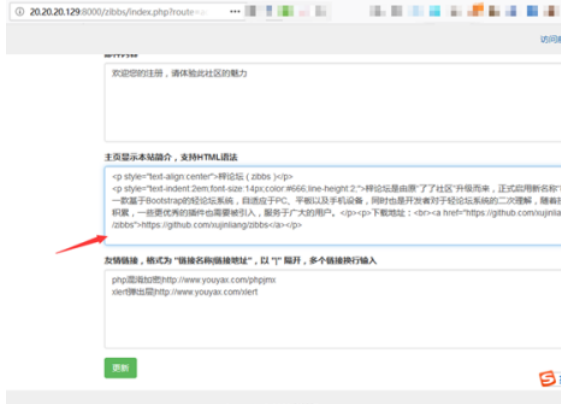 20.20.20.129:8000/zibbs/index.php?route=
访问
欢迎您的注册，请体验此社区的魅力
主页显示本站简介，支持HTML语法
<p style="text-align:center">梓论坛 ( zibbs )</p>
<p style="text-indent:2em;font-size:14px;color:#666;line-height:2;">梓论坛是由原"了了社区"升级而来，正式启用新名称
一款基于Bootstrap的轻论坛系统，自适应于PC、平板以及手机设备，同时也是开发者对于轻论坛系统的二次理解，随着
积累，一些更优秀的插件也需要被引入，服务于广大的用户。</p><p>下载地址：<br><a href="https://github.com/xujinliang
/zibbs">https://github.com/xujinliang/zibbs</a></p>
友情链接，格式为 "链接名称|链接地址"，以 "|" 隔开，多个链接换行输入
php混淆加密|http://www.youyax.com/phpjmx
xlert弹出层|http://www.youyax.com/xlert
更新